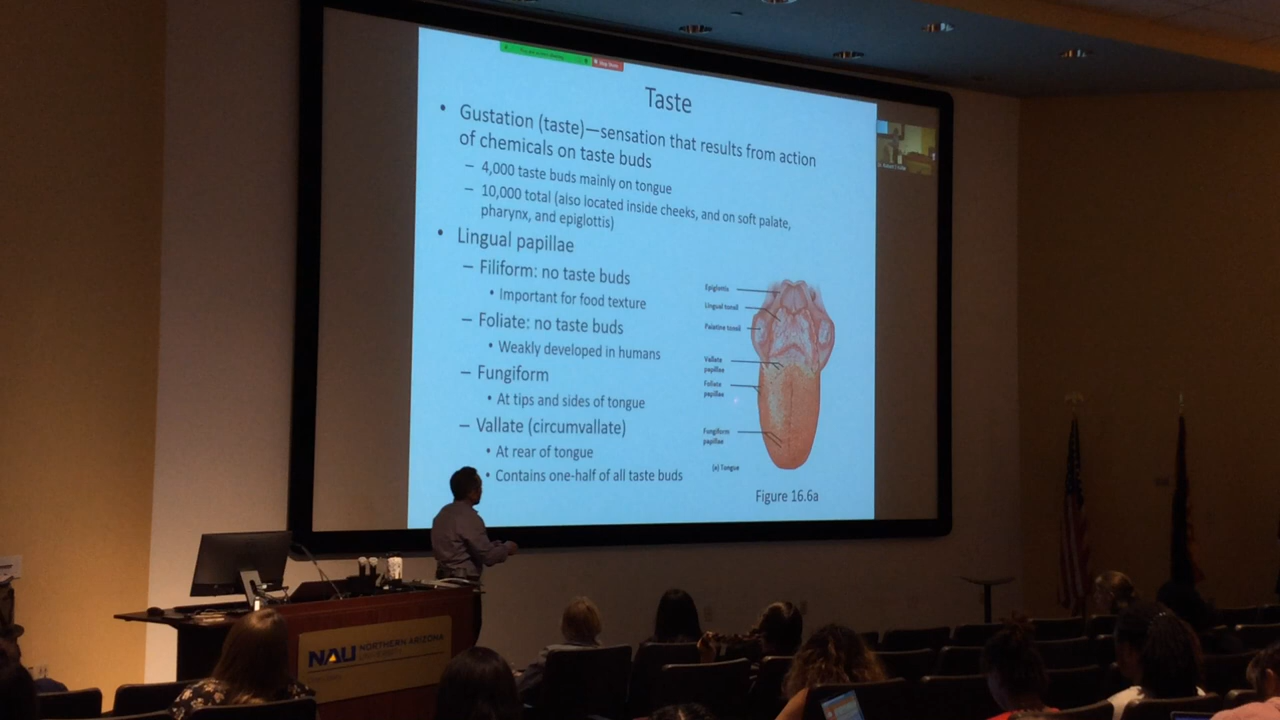 Stop Share
Taste
• Gustation (taste)—sensation that results from action
of chemicals on taste buds
– 4,000 taste buds mainly on tongue
– 10,000 total (also located inside cheeks, and on soft palate,
pharynx, and epiglottis)
• Lingual papillae
– Filiform: no taste buds
• Important for food texture
– Foliate: no taste buds
• Weakly developed in humans
– Fungiform
• At tips and sides of tongue
– Vallate (circumvallate)
• At rear of tongue
• Contains one-half of all taste buds
Epiglottis
Lingual tonsil
Palatine tonsil
Vallate
papillae
Foliate
papillae
Fungiform
papillae
(a) Tongue
Figure 16.6a
NAU NORTHERN ARIZONA
UNIVERSITY